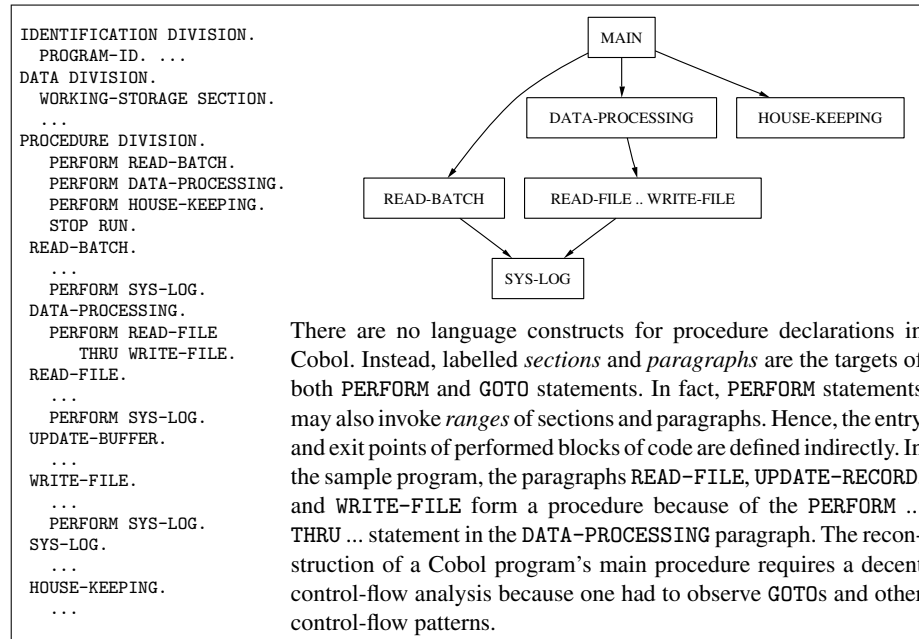 IDENTIFICATION DIVISION.
PROGRAM-ID. ...
DATA DIVISION.
WORKING-STORAGE SECTION.
...
PROCEDURE DIVISION.
PERFORM READ-BATCH.
PERFORM DATA-PROCESSING.
PERFORM HOUSE-KEEPING.
STOP RUN.
READ-BATCH.
...
PERFORM SYS-LOG.
DATA-PROCESSING.
PERFORM READ-FILE
THRU WRITE-FILE.
READ-FILE.
...
PERFORM SYS-LOG.
UPDATE-BUFFER.
...
WRITE-FILE.
...
PERFORM SYS-LOG.
SYS-LOG.
...
HOUSE-KEEPING.
...
MAIN
DATA-PROCESSING
HOUSE-KEEPING
READ-BATCH
READ-FILE .. WRITE-FILE
SYS-LOG
There are no language constructs for procedure declarations in
Cobol. Instead, labelled sections and paragraphs are the targets of
both PERFORM and GOTO statements. In fact, PERFORM statements
may also invoke ranges of sections and paragraphs. Hence, the entry
and exit points of performed blocks of code are defined indirectly. In
the sample program, the paragraphs READ-FILE, UPDATE-RECORD,
and WRITE-FILE form a procedure because of the PERFORM ...
THRU ... statement in the DATA-PROCESSING paragraph. The recon-
struction of a Cobol program's main procedure requires a decent
control-flow analysis because one had to observe GOTOs and other
control-flow patterns.